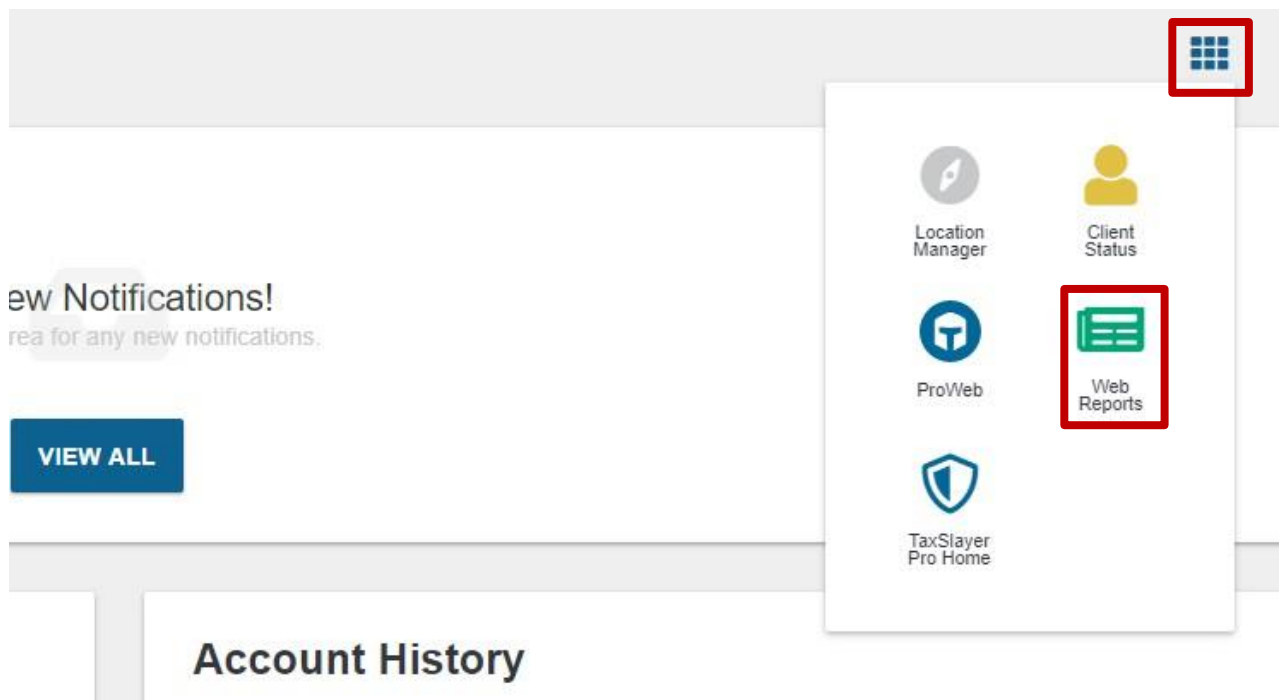 ew Notifications!
rea for any new notifications.
VIEW ALL
Location
Manager
Client
Status
ProWeb
Web
Reports
TaxSlayer
Pro Home
Account History